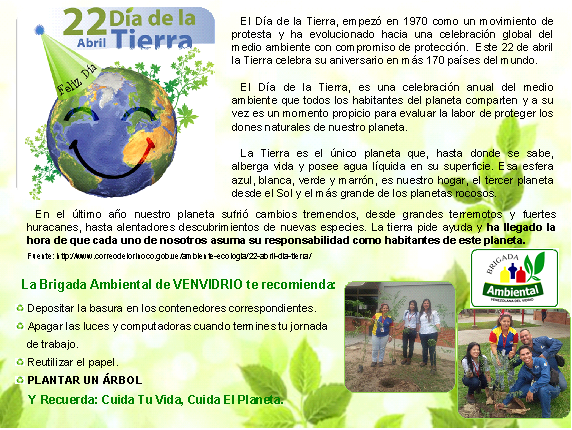 22 Día de la
Abril Tierra
Feliz Día
El Día de la Tierra, empezó en 1970 como un movimiento de
protesta y ha evolucionado hacia una celebración global del
medio ambiente con compromiso de protección. Este 22 de abril
la Tierra celebra su aniversario en más 170 países del mundo.
El Día de la Tierra, es una celebración anual del medio
ambiente que todos los habitantes del planeta comparten y a su
vez es un momento propicio para evaluar la labor de proteger los
dones naturales de nuestro planeta.
La Tierra es el único planeta que, hasta donde se sabe,
alberga vida y posee agua líquida en su superficie. Esa esfera
azul, blanca, verde y marrón, es nuestro hogar, el tercer planeta
desde el Sol y el más grande de los planetas rocosos.
En el último año nuestro planeta sufrió cambios tremendos, desde grandes terremotos y fuertes
huracanes, hasta alentadores descubrimientos de nuevas especies. La tierra pide ayuda y ha llegado la
hora de que cada uno de nosotros asuma su responsabilidad como habitantes de este planeta.
Fuente: http://www.correodelorinoco.gob.ve/ambiente-ecologia/22-abril-dia-tierra/
La Brigada Ambiental de VENVIDRIO te recomienda:
Depositar la basura en los contenedores correspondientes.
Apagar las luces y computadoras cuando termines tu jornada
de trabajo.
Reutilizar el papel.
PLANTAR UN ÁRBOL
Y Recuerda: Cuida Tu Vida, Cuida El Planeta.
BRIGADA
Ambiental
VENEZOLANA DEL VIDRIO